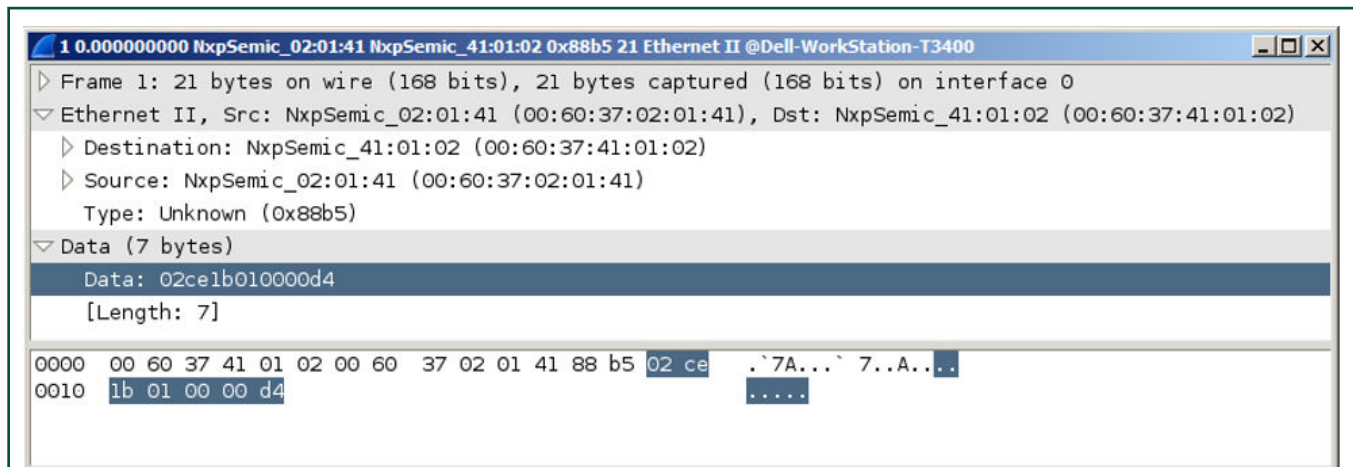 1 0.000000000 NxpSemic_02:01:41 NxpSemic_41:01:02 0x88b5 21 Ethernet II @Dell-WorkStation-T3400
Frame 1: 21 bytes on wire (168 bits), 21 bytes captured (168 bits) on interface 0
Ethernet II, Src: NxpSemic_02:01:41 (00:60:37:02:01:41), Dst: NxpSemic_41:01:02 (00:60:37:41:01:02)
Destination: NxpSemic_41:01:02 (00:60:37:41:01:02)
Source: NxpSemic_02:01:41 (00:60:37:02:01:41)
Type: Unknown (0x88b5)
Data (7 bytes)
Data: 02ce1b010000d4
[Length: 7]
0000 00 60 37 41 01 02 00 60 37 02 01 41 88 b5 02 ce .`7A...` 7..A....
0010 1b 01 00 00 d4 .....